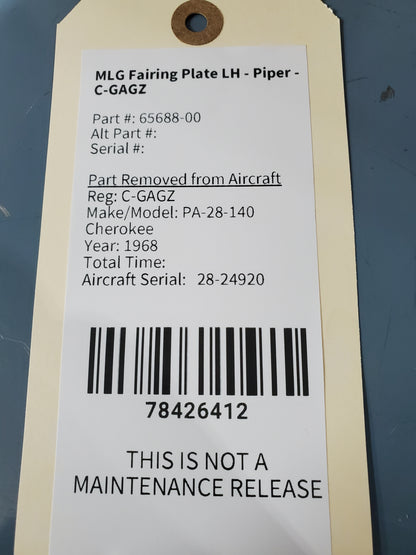 MLG Fairing Plate LH - Piper -
C-GAGZ
Part #: 65688-00
Alt Part #:
Serial #:
Part Removed from Aircraft
Reg: C-GAGZ
Make/Model: PA-28-140
Cherokee
Year: 1968
Total Time:
Aircraft Serial: 28-24920
78426412
THIS IS NOT A
MAINTENANCE RELEASE